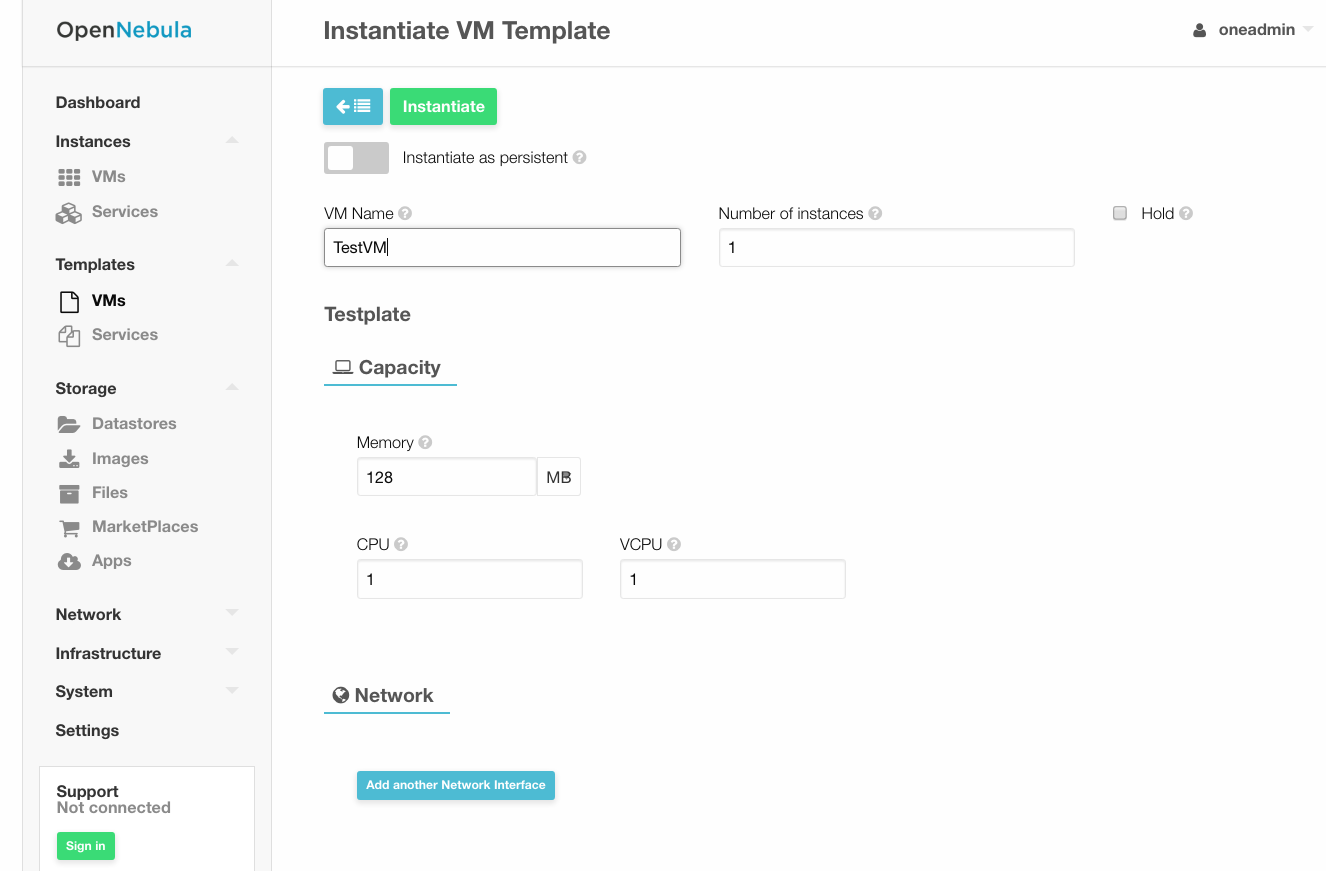 OpenNebula
Instantiate VM Template
oneadmin
Dashboard
Instances
VMs
Services
Templates
VMs
Services
Storage
Datastores
Images
Files
MarketPlaces
Apps
Network
Infrastructure
System
Settings
Support
Not connected
Sign in
Instantiate
Instantiate as persistent ?
VM Name ?
Number of instances ?
Hold ?
TestVM
1
Testplate
Capacity
Memory ?
128
MB
CPU ?
VCPU ?
1
1
Network
Add another Network Interface